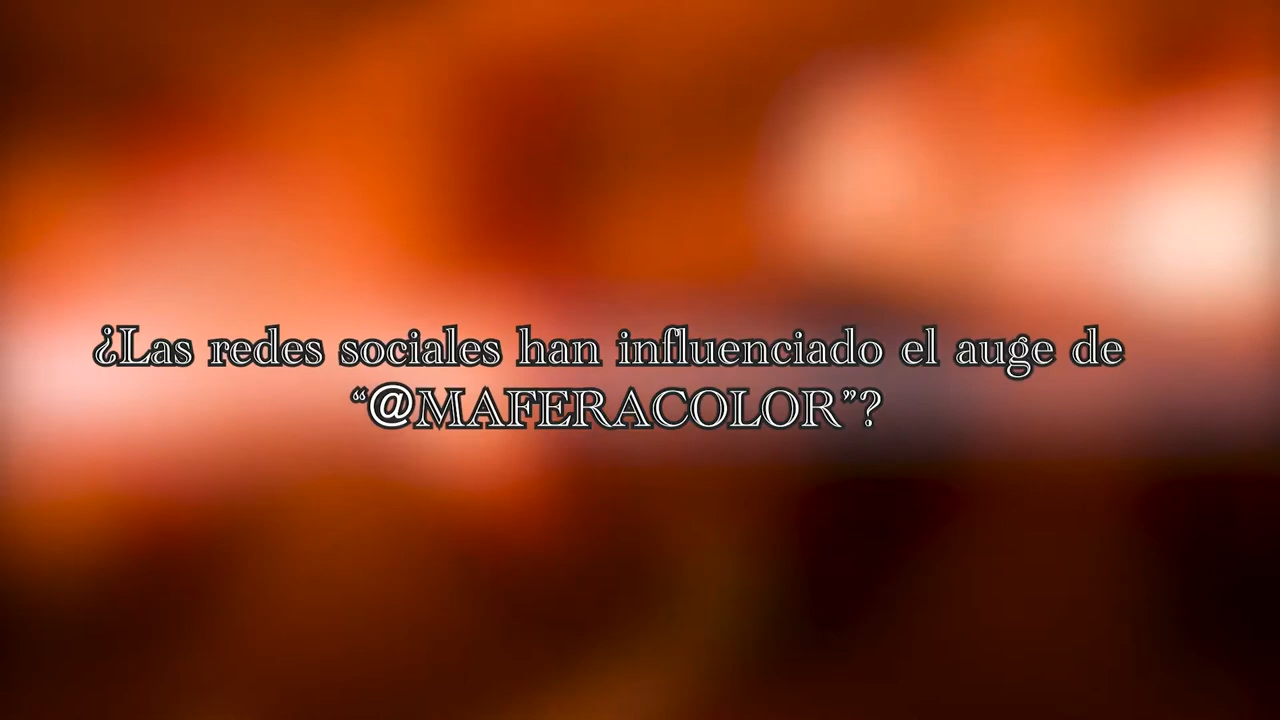 ¿Las redes sociales han influenciado el auge de
“@MAFERACOLOR”?